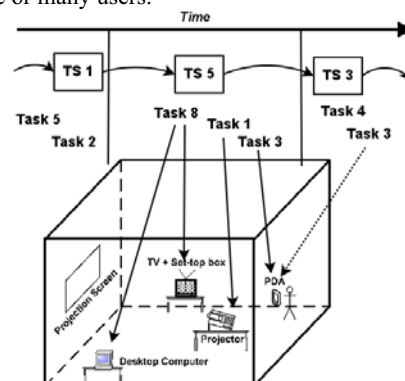 e or many users.
Time
TS 1 TS 5 TS 3
Task 5 Task 8 Task 1 Task 4
Task 2 Task 3 Task 3
TV + Set-top box
PDA
Projection Screen
Projector
Desktop Computer